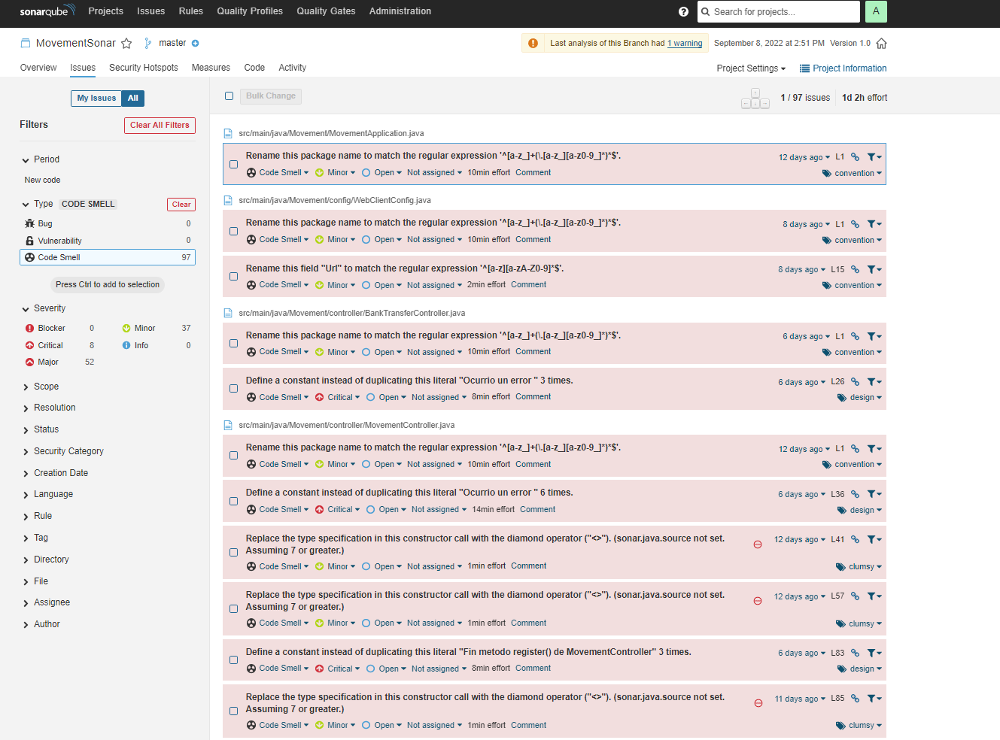 sonarqube Projects Issues Rules Quality Profiles Quality Gates Administration ? Search for projects... A
MovementSonar master Last analysis of this Branch had 1 warning September 8, 2022 at 2:51 PM Version 1.0
Overview Issues Security Hotspots Measures Code Activity Project Settings Project Information
My Issues All
Filters Clear All Filters
Period
New code
Type CODE SMELL Clear
Bug 0
Vulnerability 0
Code Smell 97
Press Ctrl to add to selection
Severity
Blocker 0 Minor 37
Critical 8 Info 0
Major 52
Scope
Resolution
Status
Security Category
Creation Date
Language
Rule
Tag
Directory
File
Assignee
Author
Bulk Change 1 / 97 issues 1d 2h effort
src/main/java/Movement/MovementApplication.java
Rename this package name to match the regular expression '^[a-z_]+(\.[a-z_][a-z0-9_]*)*$'. 12 days ago L1
Code Smell Minor Open Not assigned 10min effort Comment convention
src/main/java/Movement/config/WebClientConfig.java
Rename this package name to match the regular expression '^[a-z_]+(\.[a-z_][a-z0-9_]*)*$'. 8 days ago L1
Code Smell Minor Open Not assigned 10min effort Comment convention
Rename this field "Url" to match the regular expression '^[a-z][a-zA-Z0-9]*$'. 8 days ago L15
Code Smell Minor Open Not assigned 2min effort Comment convention
src/main/java/Movement/controller/BankTransferController.java
Rename this package name to match the regular expression '^[a-z_]+(\.[a-z_][a-z0-9_]*)*$'. 6 days ago L1
Code Smell Minor Open Not assigned 10min effort Comment convention
Define a constant instead of duplicating this literal "Ocurrio un error " 3 times. 6 days ago L26
Code Smell Critical Open Not assigned 8min effort Comment design
src/main/java/Movement/controller/MovementController.java
Rename this package name to match the regular expression '^[a-z_]+(\.[a-z_][a-z0-9_]*)*$'. 12 days ago L1
Code Smell Minor Open Not assigned 10min effort Comment convention
Define a constant instead of duplicating this literal "Ocurrio un error " 6 times. 6 days ago L36
Code Smell Critical Open Not assigned 14min effort Comment design
Replace the type specification in this constructor call with the diamond operator ("<>"). (sonar.java.source not set. 12 days ago L41
Assuming 7 or greater.)
Code Smell Minor Open Not assigned 1min effort Comment clumsy
Replace the type specification in this constructor call with the diamond operator ("<>"). (sonar.java.source not set. 12 days ago L57
Assuming 7 or greater.)
Code Smell Minor Open Not assigned 1min effort Comment clumsy
Define a constant instead of duplicating this literal "Fin metodo register() de MovementController" 3 times. 6 days ago L83
Code Smell Critical Open Not assigned 8min effort Comment design
Replace the type specification in this constructor call with the diamond operator ("<>"). (sonar.java.source not set. 11 days ago L85
Assuming 7 or greater.)
Code Smell Minor Open Not assigned 1min effort Comment clumsy